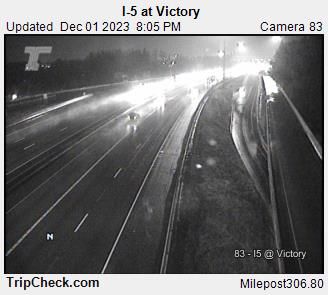 I-5 at Victory
Updated Dec 01 2023 8:05 PM Camera 83
T
N
83 - I5 @ Victory
TripCheck.com Milepost306.80